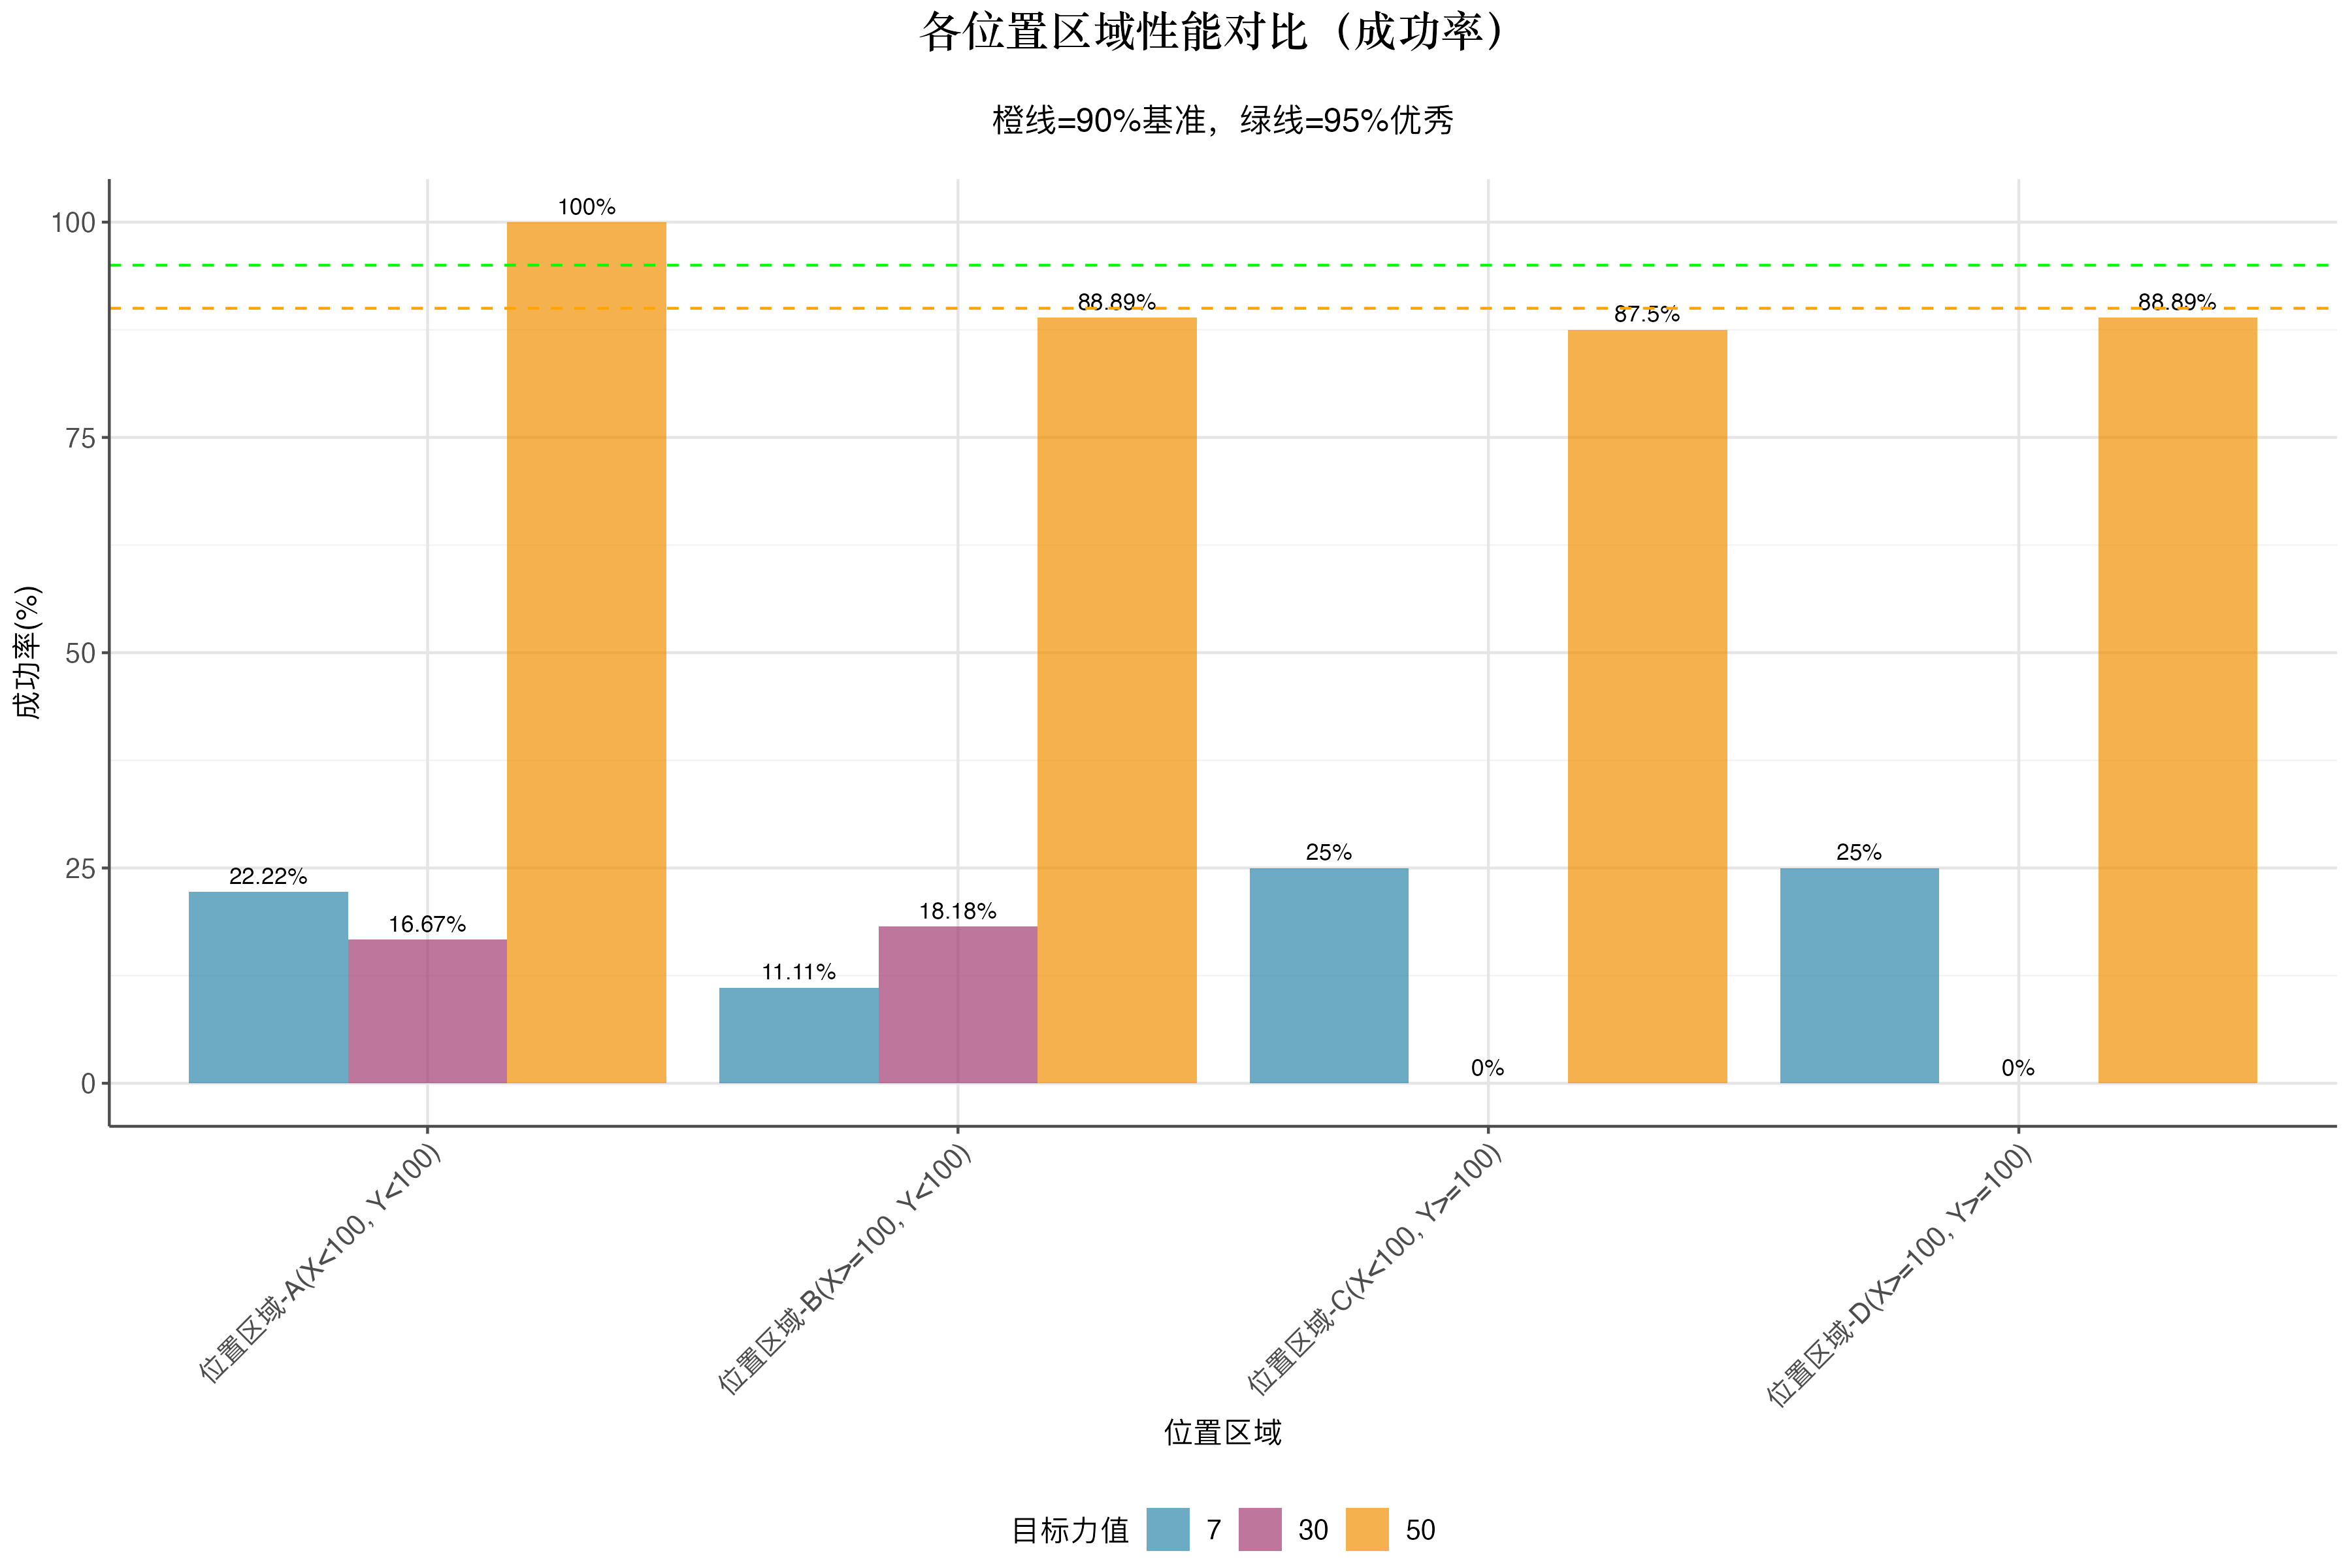 各位置区域性能对比（成功率）
橙线=90%基准，绿线=95%优秀
成功率(%)
100
75
50
25
0
22.22%
16.67%
100%
11.11%
18.18%
88.89%
25%
0%
87.5%
25%
0%
88.89%
位置区域-A(X<100, Y<100)
位置区域-B(X>=100, Y<100)
位置区域-C(X<100, Y>=100)
位置区域-D(X>=100, Y>=100)
位置区域
目标力值 7 30 50